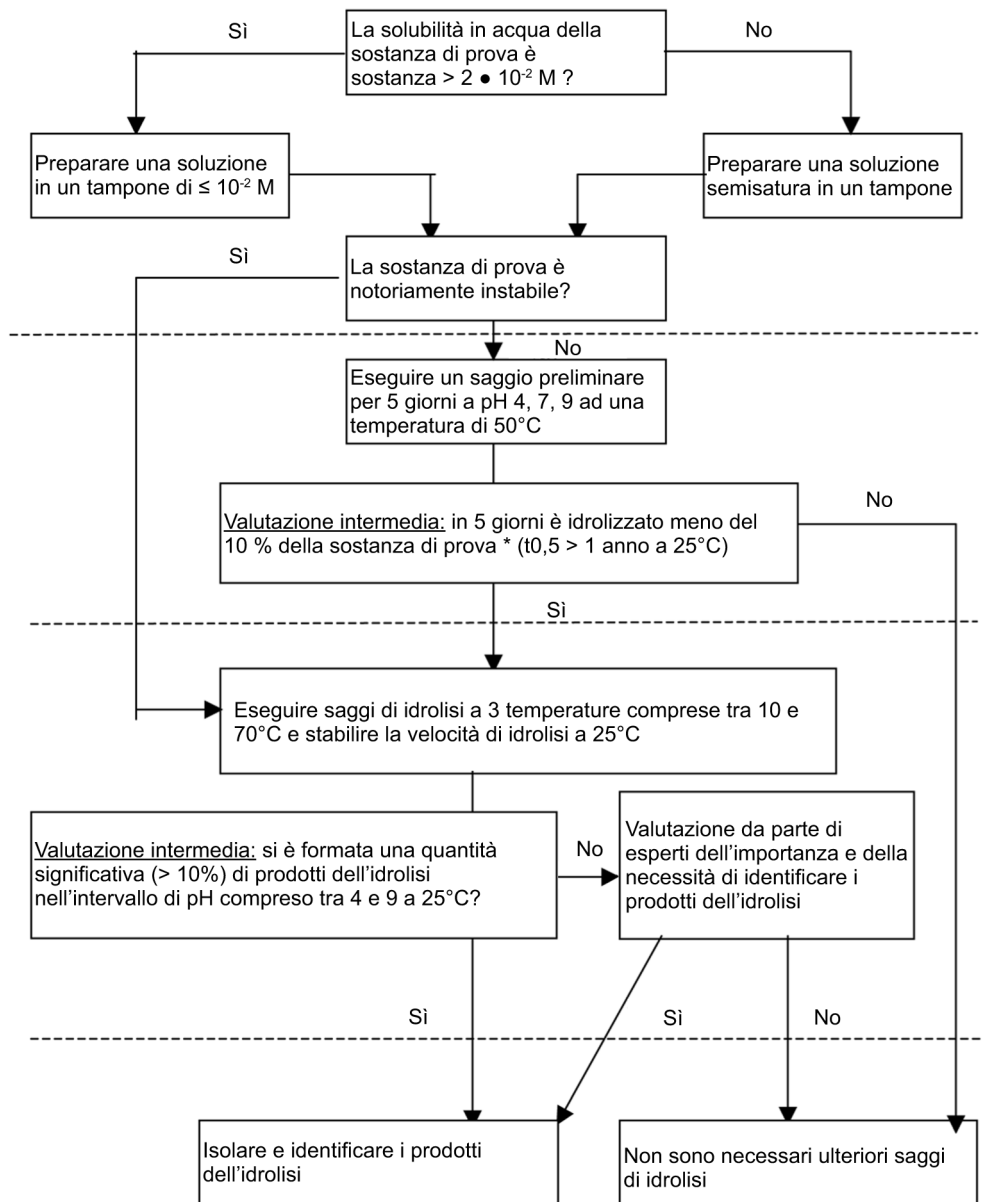 Sì
La solubilità in acqua della
sostanza di prova è
sostanza > 2 ● 10⁻² M ?
No
Preparare una soluzione
in un tampone di ≤ 10⁻² M
Preparare una soluzione
semisatura in un tampone
Sì
La sostanza di prova è
notoriamente instabile?
No
Eseguire un saggio preliminare
per 5 giorni a pH 4, 7, 9 ad una
temperatura di 50°C
No
Valutazione intermedia: in 5 giorni è idrolizzato meno del
10 % della sostanza di prova * (t0,5 > 1 anno a 25°C)
Sì
Eseguire saggi di idrolisi a 3 temperature comprese tra 10 e
70°C e stabilire la velocità di idrolisi a 25°C
Valutazione intermedia: si è formata una quantità
significativa (> 10%) di prodotti dell'idrolisi
nell'intervallo di pH compreso tra 4 e 9 a 25°C?
No
Valutazione da parte di
esperti dell'importanza e della
necessità di identificare i
prodotti dell'idrolisi
Sì
Sì
No
Isolare e identificare i prodotti
dell'idrolisi
Non sono necessari ulteriori saggi
di idrolisi